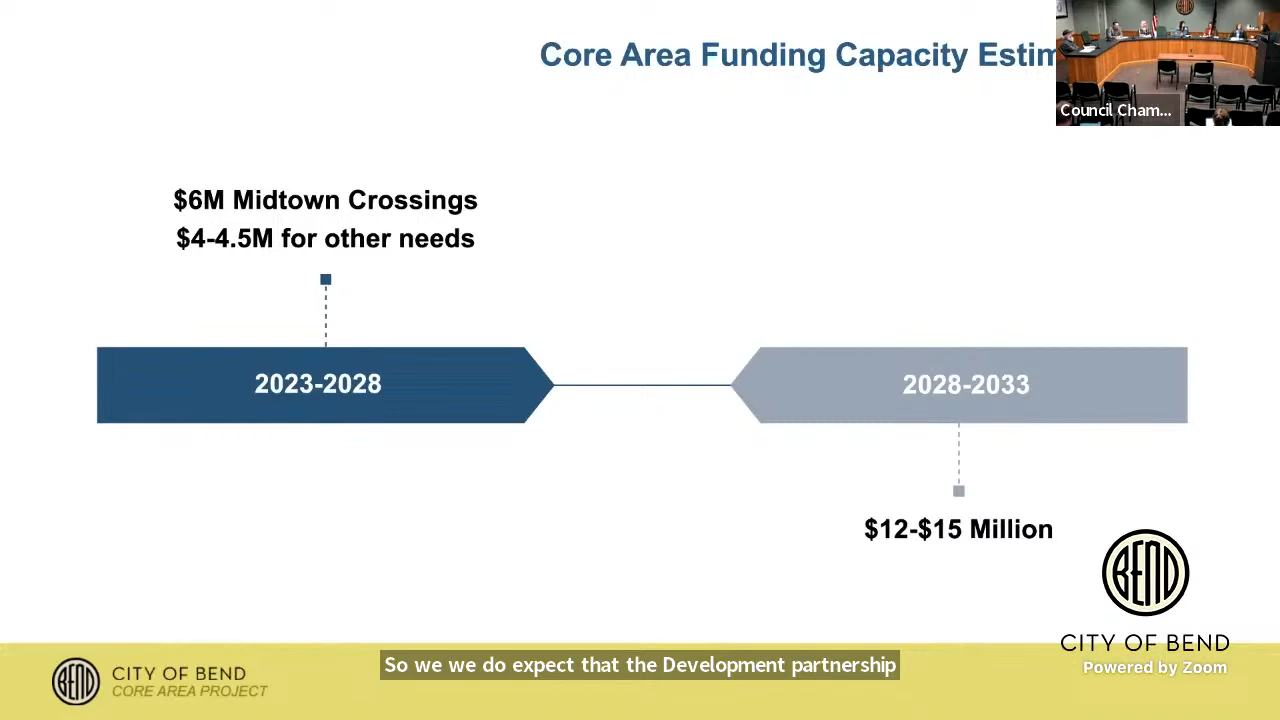 Core Area Funding Capacity Estim
Council Cham...
$6M Midtown Crossings
$4-4.5M for other needs
2023-2028
2028-2033
$12-$15 Million
BEND
CITY OF BEND
Powered by Zoom
BEND
CITY OF BEND
CORE AREA PROJECT
So we we do expect that the Development partnership